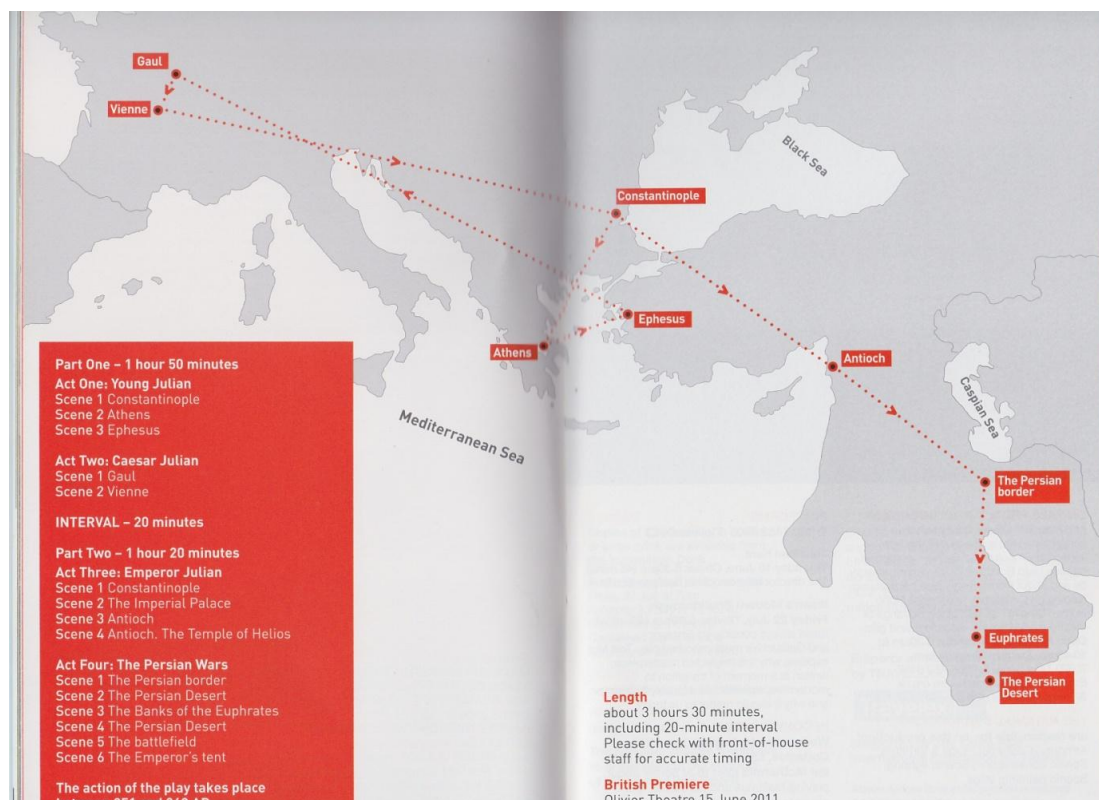 Gaul
Vienne
Black Sea
Constantinople
Ephesus
Athens
Antioch
Caspian Sea
Mediterranean Sea
The Persian
border
Euphrates
The Persian
Desert
Part One – 1 hour 50 minutes
Act One: Young Julian
Scene 1 Constantinople
Scene 2 Athens
Scene 3 Ephesus
Act Two: Caesar Julian
Scene 1 Gaul
Scene 2 Vienne
INTERVAL – 20 minutes
Part Two – 1 hour 20 minutes
Act Three: Emperor Julian
Scene 1 Constantinople
Scene 2 The Imperial Palace
Scene 3 Antioch
Scene 4 Antioch. The Temple of Helios
Act Four: The Persian Wars
Scene 1 The Persian border
Scene 2 The Persian Desert
Scene 3 The Banks of the Euphrates
Scene 4 The Persian Desert
Scene 5 The battlefield
Scene 6 The Emperor's tent
The action of the play takes place
Length
about 3 hours 30 minutes,
including 20-minute interval
Please check with front-of-house
staff for accurate timing
British Premiere
Olivier Theatre 15 June 2011